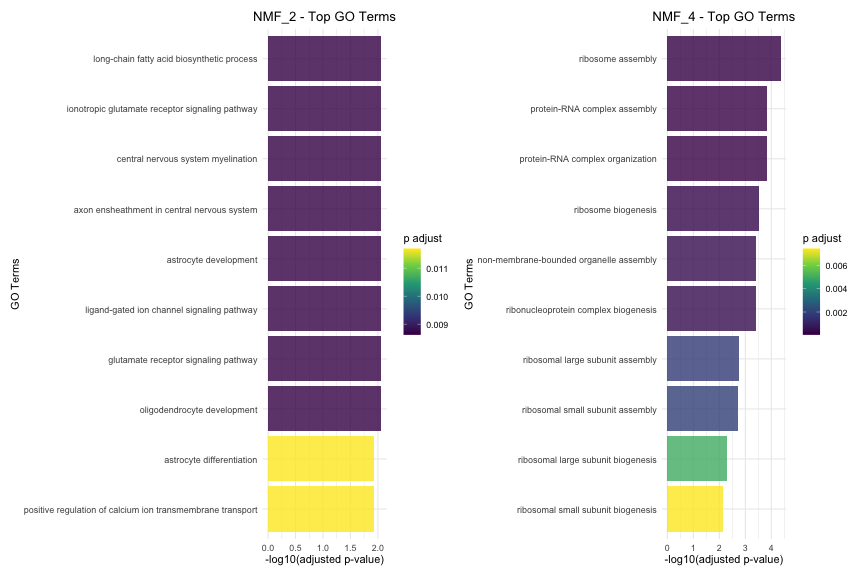 NMF_2 - Top GO Terms
GO Terms
long-chain fatty acid biosynthetic process
ionotropic glutamate receptor signaling pathway
central nervous system myelination
axon ensheathment in central nervous system
astrocyte development
ligand-gated ion channel signaling pathway
glutamate receptor signaling pathway
oligodendrocyte development
astrocyte differentiation
positive regulation of calcium ion transmembrane transport
0.0 0.5 1.0 1.5 2.0
-log10(adjusted p-value)
p adjust
0.011
0.010
0.009
NMF_4 - Top GO Terms
GO Terms
ribosome assembly
protein-RNA complex assembly
protein-RNA complex organization
ribosome biogenesis
non-membrane-bounded organelle assembly
ribonucleoprotein complex biogenesis
ribosomal large subunit assembly
ribosomal small subunit assembly
ribosomal large subunit biogenesis
ribosomal small subunit biogenesis
0 1 2 3 4
-log10(adjusted p-value)
p adjust
0.006
0.004
0.002